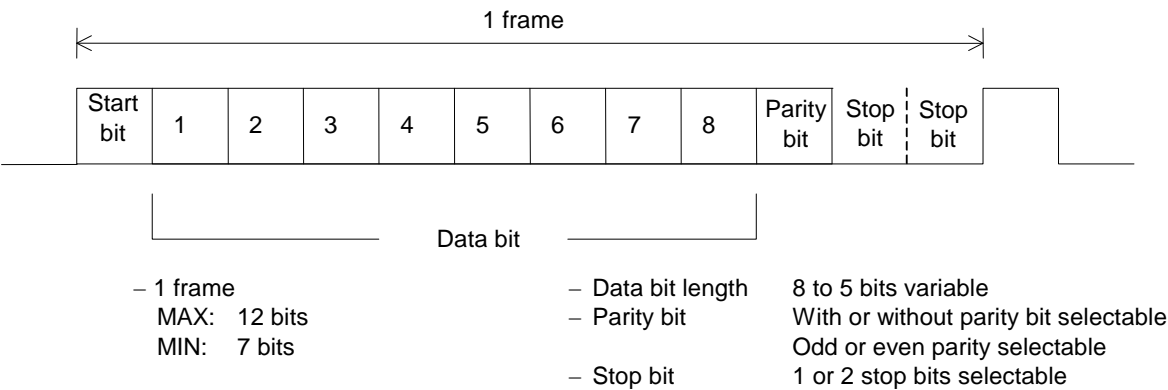 1 frame
Start bit 1 2 3 4 5 6 7 8 Parity bit Stop bit Stop bit
Data bit
– 1 frame
MAX: 12 bits
MIN: 7 bits
– Data bit length 8 to 5 bits variable
– Parity bit With or without parity bit selectable
Odd or even parity selectable
– Stop bit 1 or 2 stop bits selectable